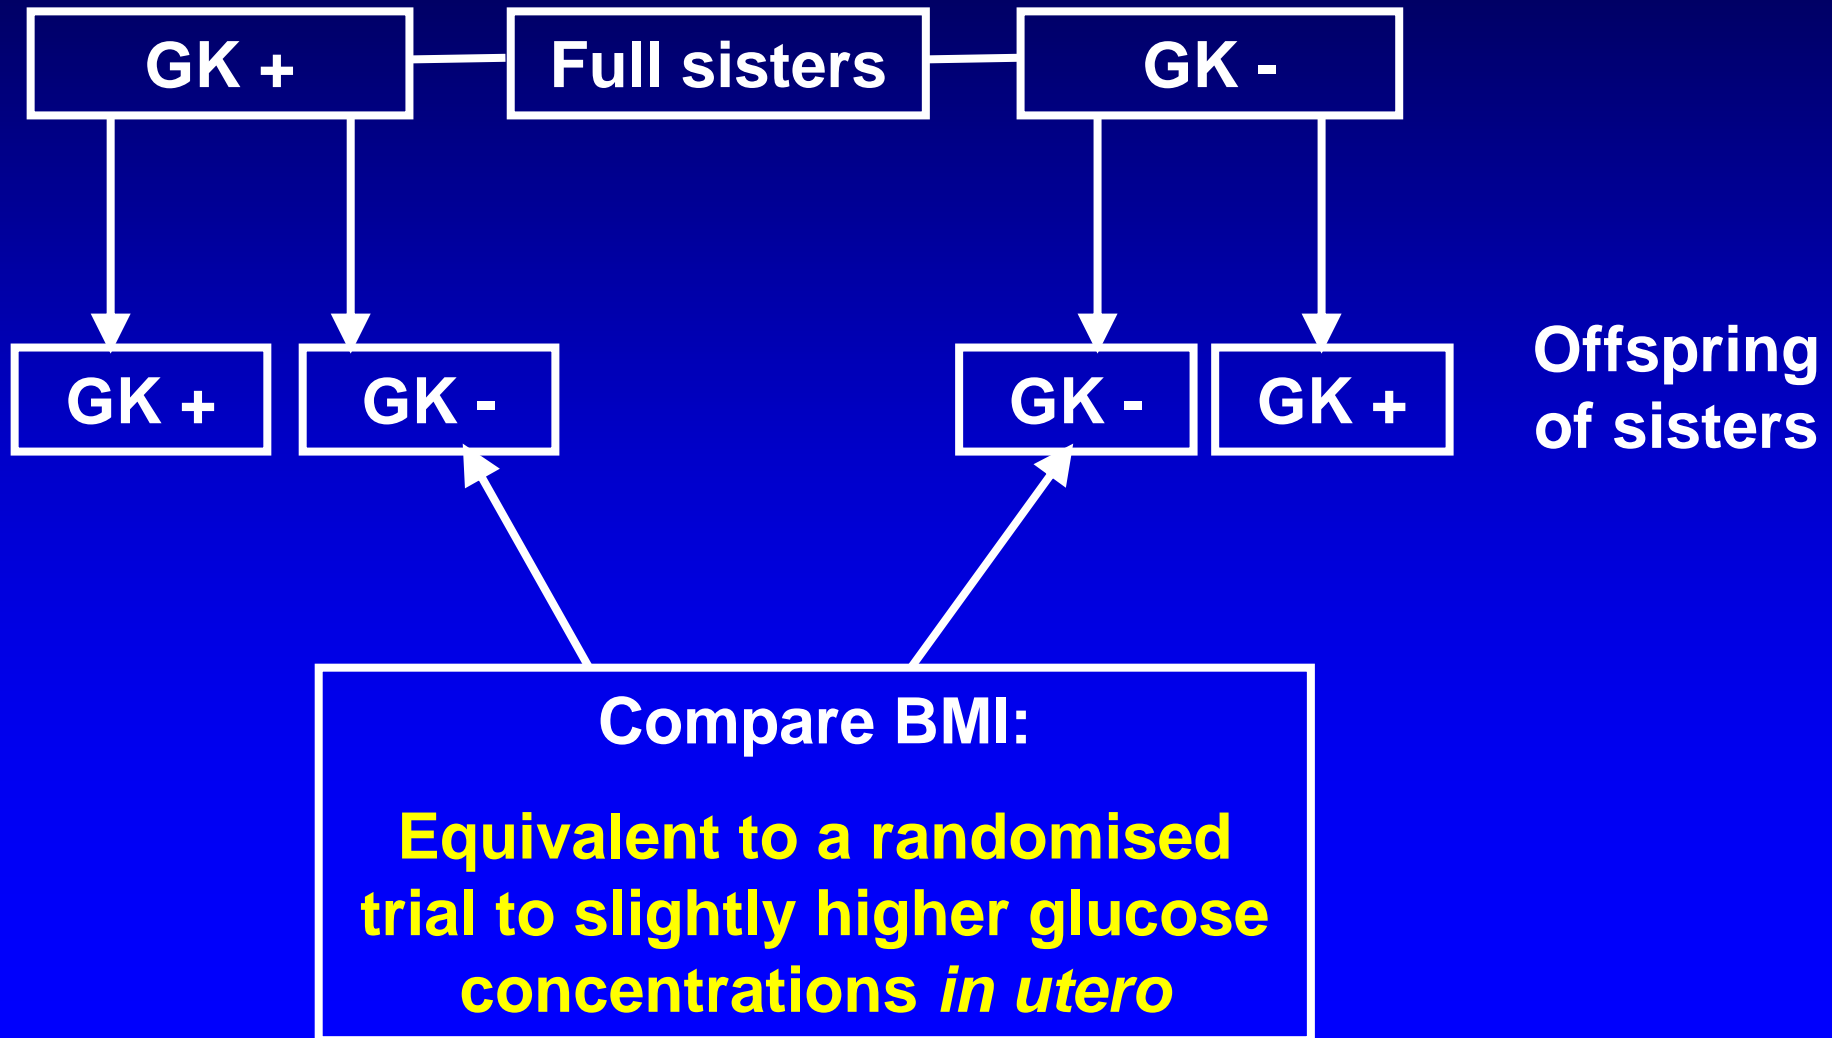 GK + Full sisters GK -
GK + GK - GK - GK +
Offspring
of sisters
Compare BMI:
Equivalent to a randomised
trial to slightly higher glucose
concentrations in utero